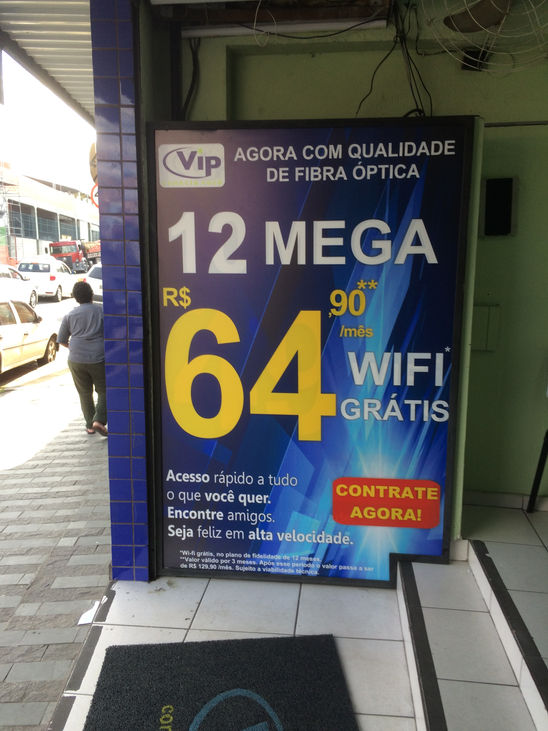 Vip
AGORA COM QUALIDADE
DE FIBRA ÓPTICA
12 MEGA
R$
64,90**
/mês
WIFI*
GRÁTIS
Acesso rápido a tudo
o que você quer.
Encontre amigos.
Seja feliz em alta velocidade.
CONTRATE
AGORA!
*Wi-fi grátis, no plano de fidelidade de 12 meses.
**Valor válido por 3 meses. Após esse período o valor passa a ser
de R$ 129,90 /mês. Sujeito a viabilidade técnica.